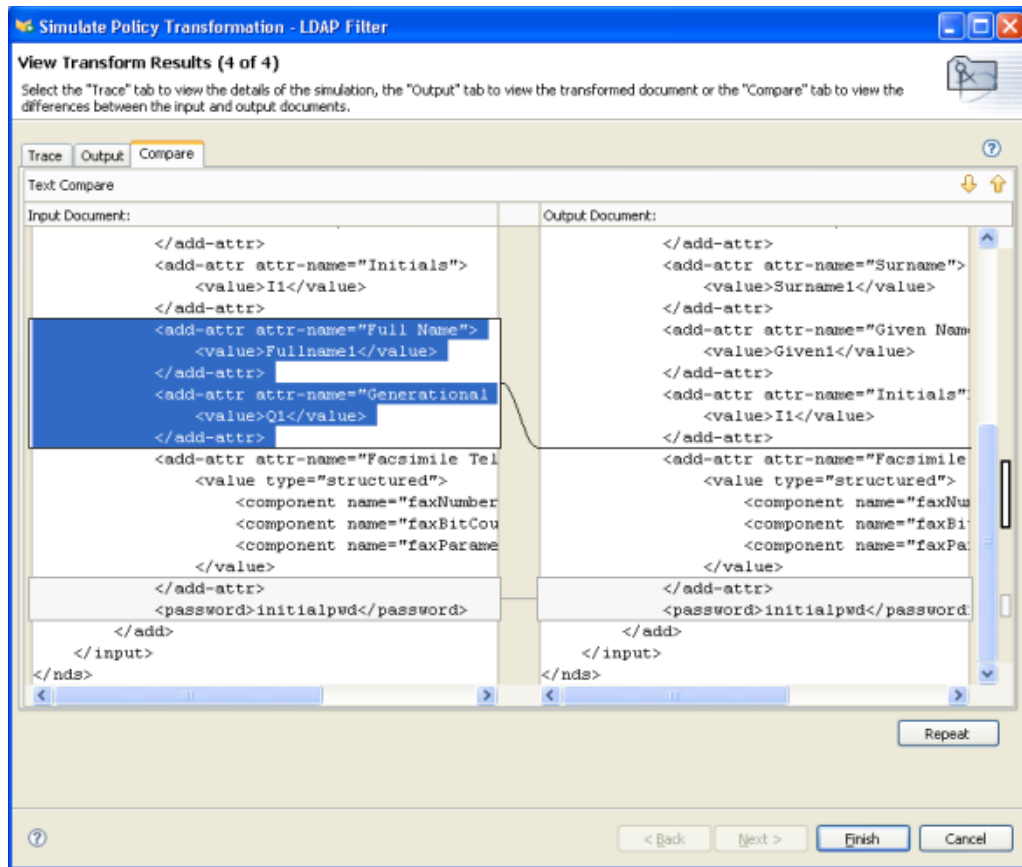 Simulate Policy Transformation - LDAP Filter
View Transform Results (4 of 4)
Select the "Trace" tab to view the details of the simulation, the "Output" tab to view the transformed document or the "Compare" tab to view the
differences between the input and output documents.
Trace Output Compare
Text Compare
Input Document:
</add-attr>
<add-attr attr-name="Initials">
<value>I1</value>
</add-attr>
<add-attr attr-name="Full Name">
<value>Fullname1</value>
</add-attr>
<add-attr attr-name="Generational
<value>Q1</value>
</add-attr>
<add-attr attr-name="Facsimile Tel
<value type="structured">
<component name="faxNumber
<component name="faxBitCou
<component name="faxParame
</value>
</add-attr>
<password>initialpwd</password>
</add>
</input>
</nds>
Output Document:
</add-attr>
<add-attr attr-name="Surname">
<value>Surname1</value>
</add-attr>
<add-attr attr-name="Given Nam
<value>Given1</value>
</add-attr>
<add-attr attr-name="Initials"
<value>I1</value>
</add-attr>
<add-attr attr-name="Facsimile
<value type="structured">
<component name="faxNu
<component name="faxBi
<component name="faxPa
</value>
</add-attr>
<password>initialpwd</password
</add>
</input>
</nds>
Repeat
< Back Next > Finish Cancel